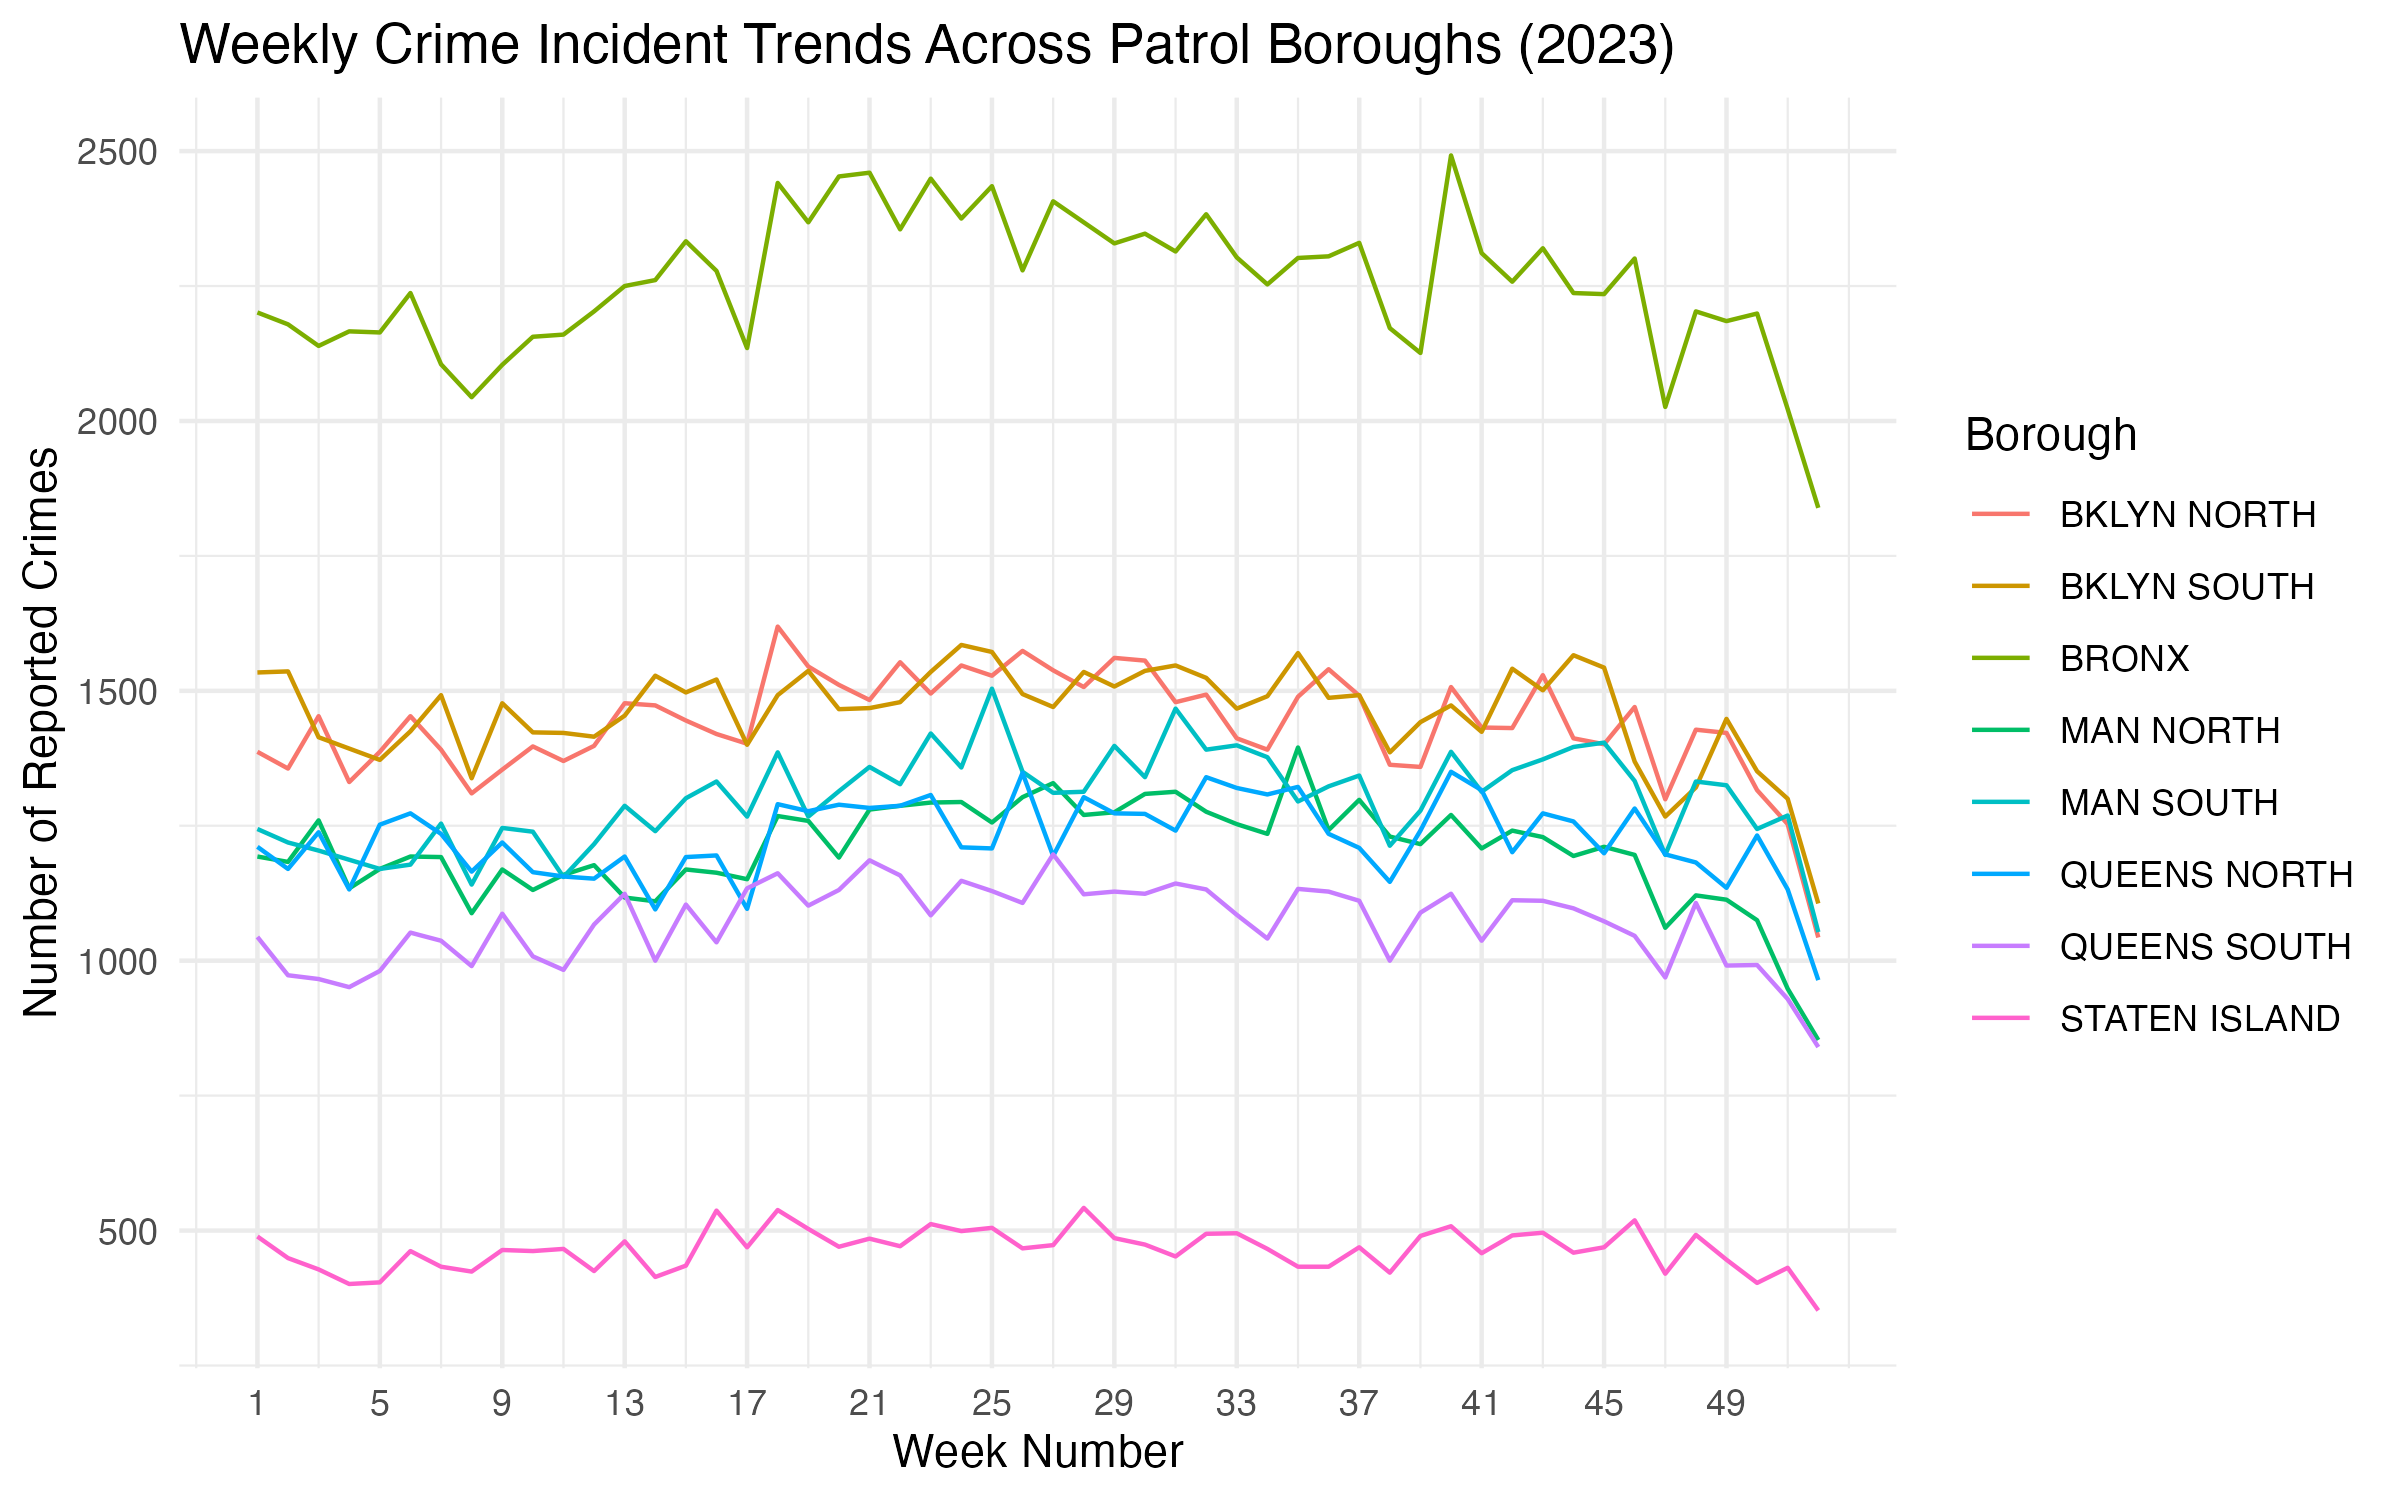 Weekly Crime Incident Trends Across Patrol Boroughs (2023)
Number of Reported Crimes
2500
2000
1500
1000
500
1 5 9 13 17 21 25 29 33 37 41 45 49
Week Number
Borough
BKLYN NORTH
BKLYN SOUTH
BRONX
MAN NORTH
MAN SOUTH
QUEENS NORTH
QUEENS SOUTH
STATEN ISLAND